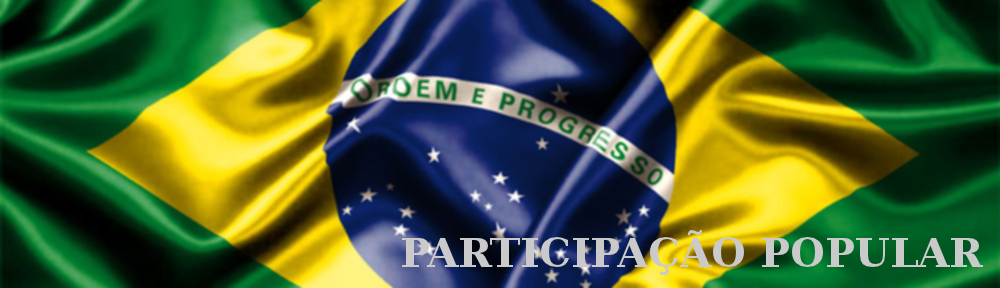 ORDEM E PROGRESSO
PARTICIPAÇÃO POPULAR